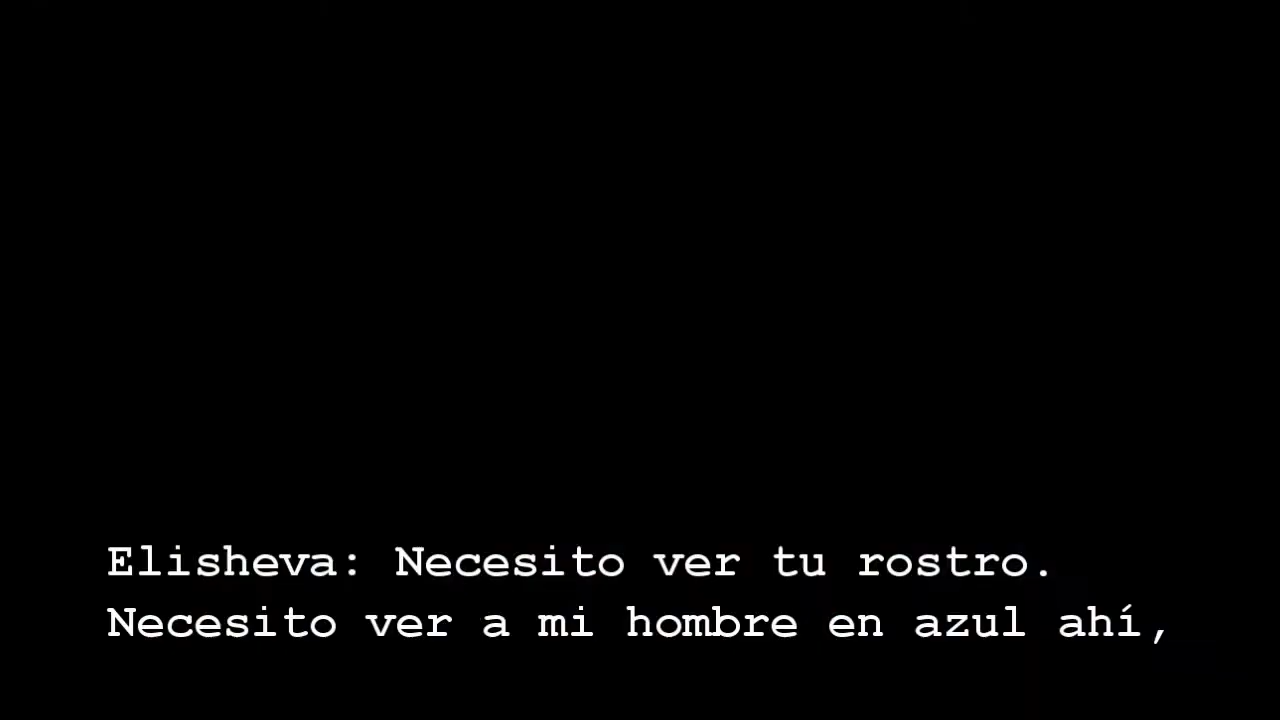 Elisheva: Necesito ver tu rostro.
Necesito ver a mi hombre en azul ahí,